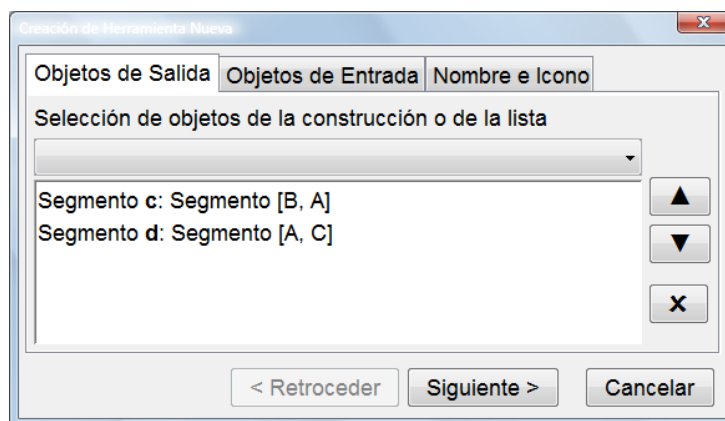 Creación de Herramienta Nueva
Objetos de Salida Objetos de Entrada Nombre e Icono
Selección de objetos de la construcción o de la lista
Segmento c: Segmento [B, A]
Segmento d: Segmento [A, C]
< Retroceder Siguiente > Cancelar